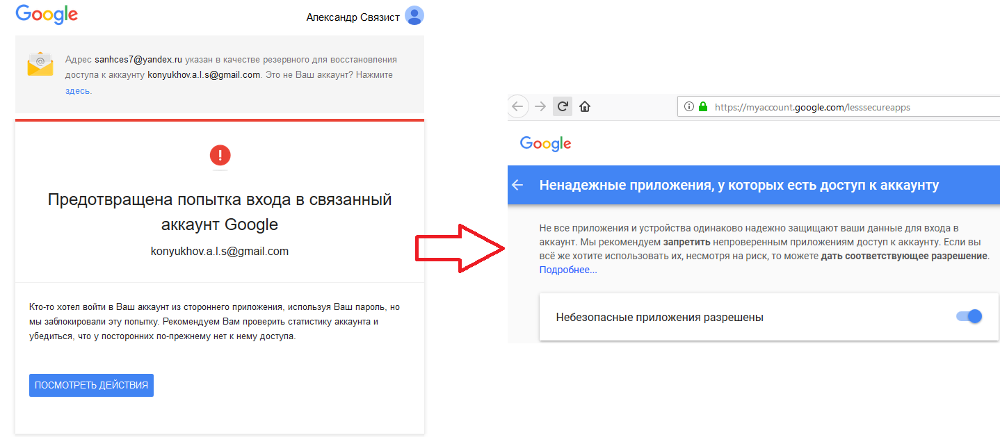 Google
Александр Связист
Адрес sanhces7@yandex.ru указан в качестве резервного для восстановления
доступа к аккаунту konyukhov.a.l.s@gmail.com. Это не Ваш аккаунт? Нажмите
здесь.
Предотвращена попытка входа в связанный
аккаунт Google
konyukhov.a.l.s@gmail.com
Кто-то хотел войти в Ваш аккаунт из стороннего приложения, используя Ваш пароль, но
мы заблокировали эту попытку. Рекомендуем Вам проверить статистику аккаунта и
убедиться, что у посторонних по-прежнему нет к нему доступа.
ПОСМОТРЕТЬ ДЕЙСТВИЯ
https://myaccount.google.com/lesssecureapps
Google
Ненадежные приложения, у которых есть доступ к аккаунту
Не все приложения и устройства одинаково надежно защищают ваши данные для входа в
аккаунт. Мы рекомендуем запретить непроверенным приложениям доступ к аккаунту. Если вы
всё же хотите использовать их, несмотря на риск, то можете дать соответствующее разрешение.
Подробнее...
Небезопасные приложения разрешены